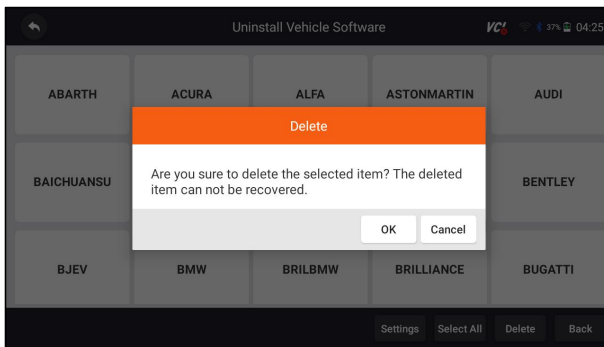 Uninstall Vehicle Software
VCI
37%
04:25
ABARTH
ACURA
ALFA
ASTONMARTIN
AUDI
Delete
Are you sure to delete the selected item? The deleted
item can not be recovered.
OK
Cancel
BAICHUANSU
BENTLEY
BJEV
BMW
BRILBMW
BRILLIANCE
BUGATTI
Settings
Select All
Delete
Back